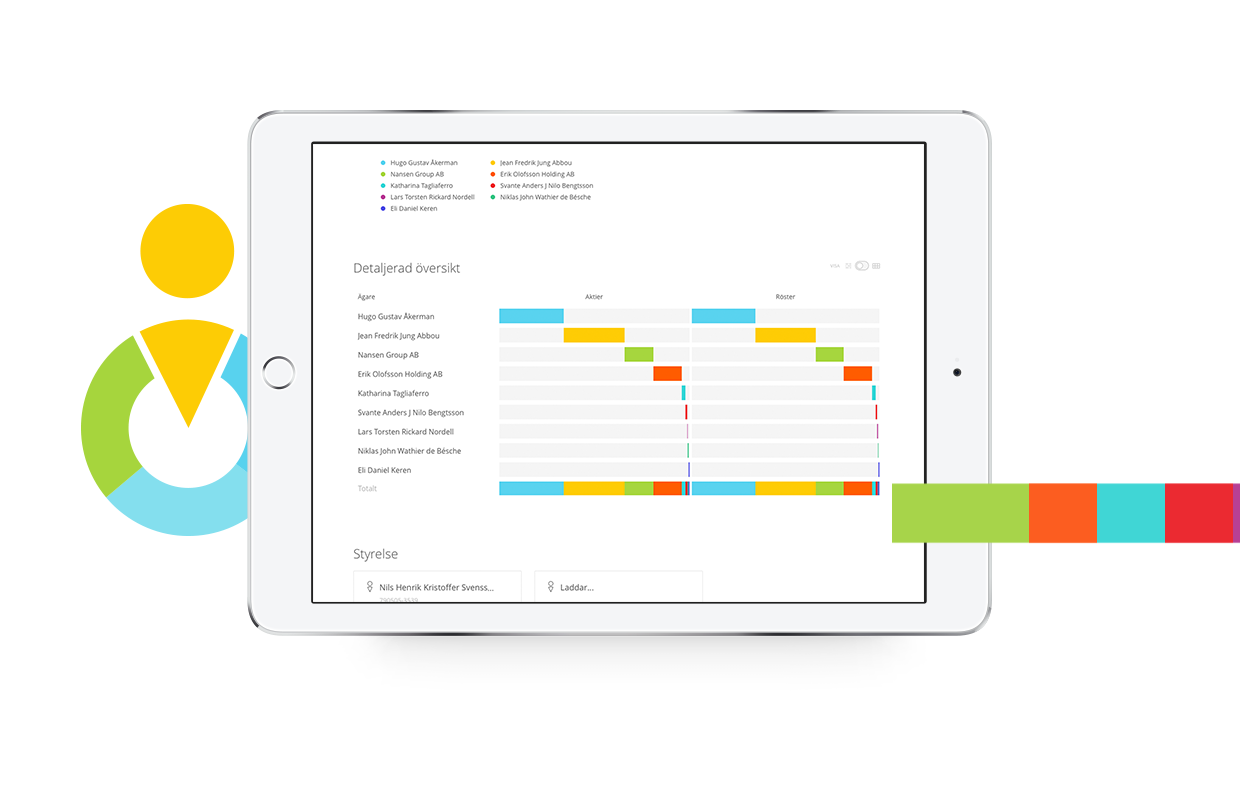 Hugo Gustav Åkerman
Jean Fredrik Jung Abbou
Nansen Group AB
Erik Olofsson Holding AB
Katharina Tagliaferro
Svante Anders J Nilo Bengtsson
Lars Torsten Rickard Nordell
Niklas John Wathier de Bésche
Eli Daniel Keren
Detaljerad översikt
Ägare
Aktier
Röster
Hugo Gustav Åkerman
Jean Fredrik Jung Abbou
Nansen Group AB
Erik Olofsson Holding AB
Katharina Tagliaferro
Svante Anders J Nilo Bengtsson
Lars Torsten Rickard Nordell
Niklas John Wathier de Bésche
Eli Daniel Keren
Totalt
Styrelse
Nils Henrik Kristoffer Svenss...
Laddar...